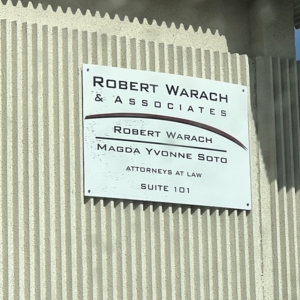 ROBERT WARACH
& ASSOCIATES
ROBERT WARACH
MAGDA YVONNE SOTO
ATTORNEYS AT LAW
SUITE 101